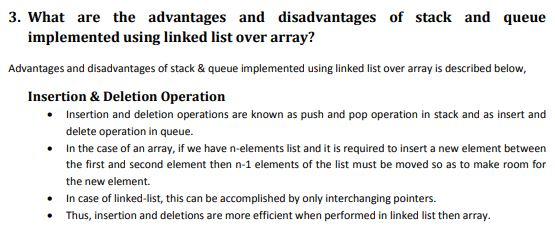 3. What are the advantages and disadvantages of stack and queue
implemented using linked list over array?
Advantages and disadvantages of stack & queue implemented using linked list over array is described below,
Insertion & Deletion Operation
• Insertion and deletion operations are known as push and pop operation in stack and as insert and
delete operation in queue.
• In the case of an array, if we have n-elements list and it is required to insert a new element between
the first and second element then n-1 elements of the list must be moved so as to make room for
the new element.
• In case of linked-list, this can be accomplished by only interchanging pointers.
• Thus, insertion and deletions are more efficient when performed in linked list then array.